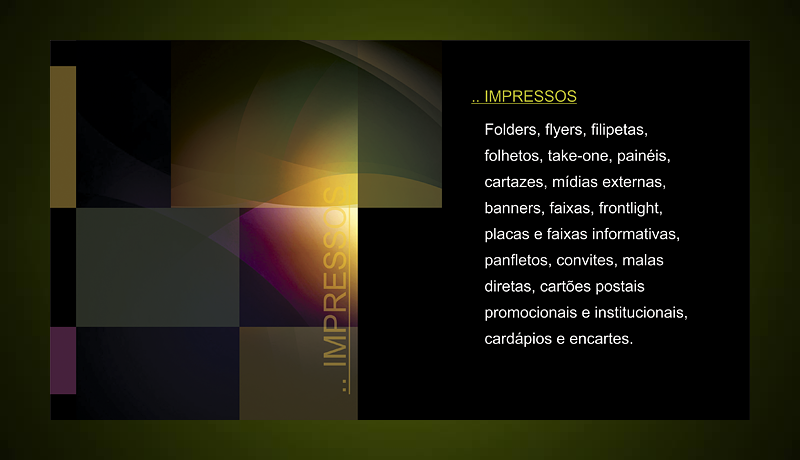 .. IMPRESSOS
.. IMPRESSOS
Folders, flyers, filipetas,
folhetos, take-one, painéis,
cartazes, mídias externas,
banners, faixas, frontlight,
placas e faixas informativas,
panfletos, convites, malas
diretas, cartões postais
promocionais e institucionais,
cardápios e encartes.